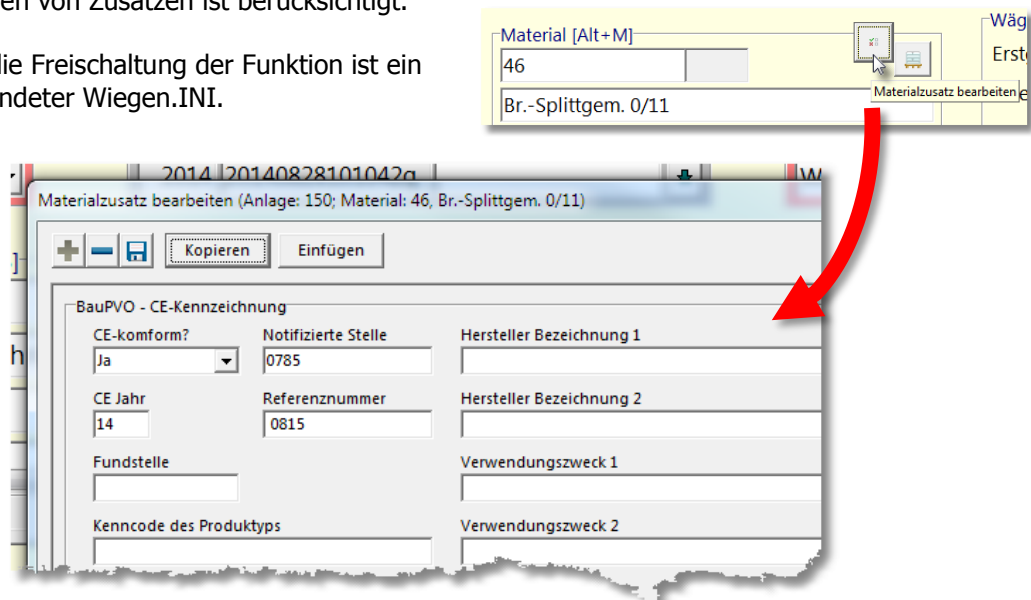 en von Zusätzen ist berücksichtigt.
die Freischaltung der Funktion ist ein
ndeter Wiegen.INI.
Material [Alt+M]
Wäg
46
Erste
Br.-Splittgem. 0/11
Materialzusatz bearbeiten
2014 20140828101042q
W
Materialzusatz bearbeiten (Anlage: 150; Material: 46, Br.-Splittgem. 0/11)
Kopieren Einfügen
BauPVO - CE-Kennzeichnung
CE-komform? Notifizierte Stelle Hersteller Bezeichnung 1
Ja 0785
CE Jahr Referenznummer Hersteller Bezeichnung 2
14 0815
Fundstelle Verwendungszweck 1
Kenncode des Produktyps Verwendungszweck 2